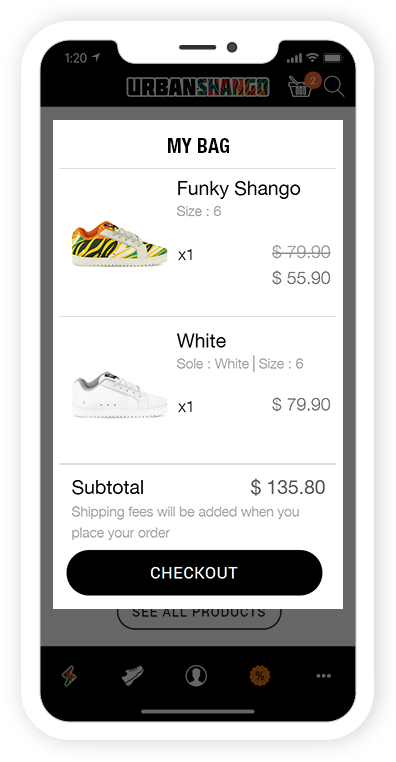 1:20
URBANSHANGO
2
MY BAG
Funky Shango
Size : 6
x1
$ 79.90
$ 55.90
White
Sole : White | Size : 6
x1
$ 79.90
Subtotal
$ 135.80
Shipping fees will be added when you
place your order
CHECKOUT
SEE ALL PRODUCTS
%